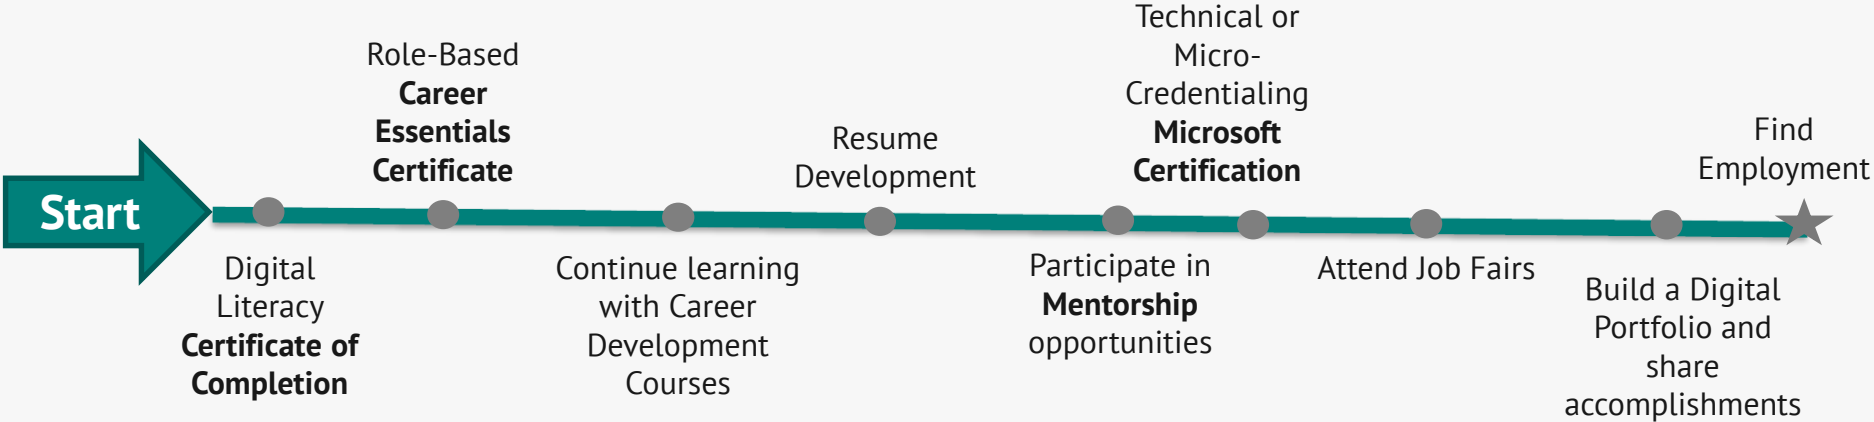 Start
Digital
Literacy
Certificate of
Completion
Role-Based
Career
Essentials
Certificate
Continue learning
with Career
Development
Courses
Resume
Development
Participate in
Mentorship
opportunities
Technical or
Micro-
Credentialing
Microsoft
Certification
Attend Job Fairs
Build a Digital
Portfolio and
share
accomplishments
Find
Employment